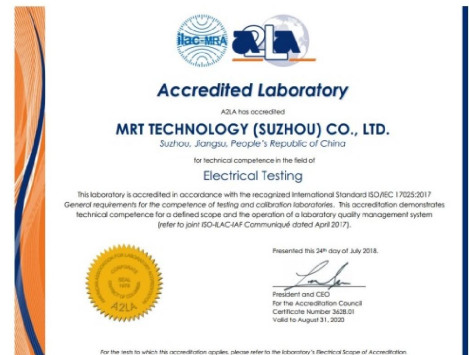 ilac-MRA
A2LA
Accredited Laboratory
A2LA has accredited
MRT TECHNOLOGY (SUZHOU) CO., LTD.
Suzhou, Jiangsu, People's Republic of China
for technical competence in the field of
Electrical Testing
This laboratory is accredited in accordance with the recognized International Standard ISO/IEC 17025:2017
General requirements for the competence of testing and calibration laboratories. This accreditation demonstrates
technical competence for a defined scope and the operation of a laboratory quality management system
(refer to joint ISO-ILAC-IAF Communiqué dated April 2017).
Presented this 24th day of July 2018.
CORPORATE
SEAL
1978
A2LA
President and CEO
For the Accreditation Council
Certificate Number 3628.01
Valid to August 31, 2020
For the tests to which this accreditation applies, please refer to the laboratory's Electrical Scope of Accreditation.